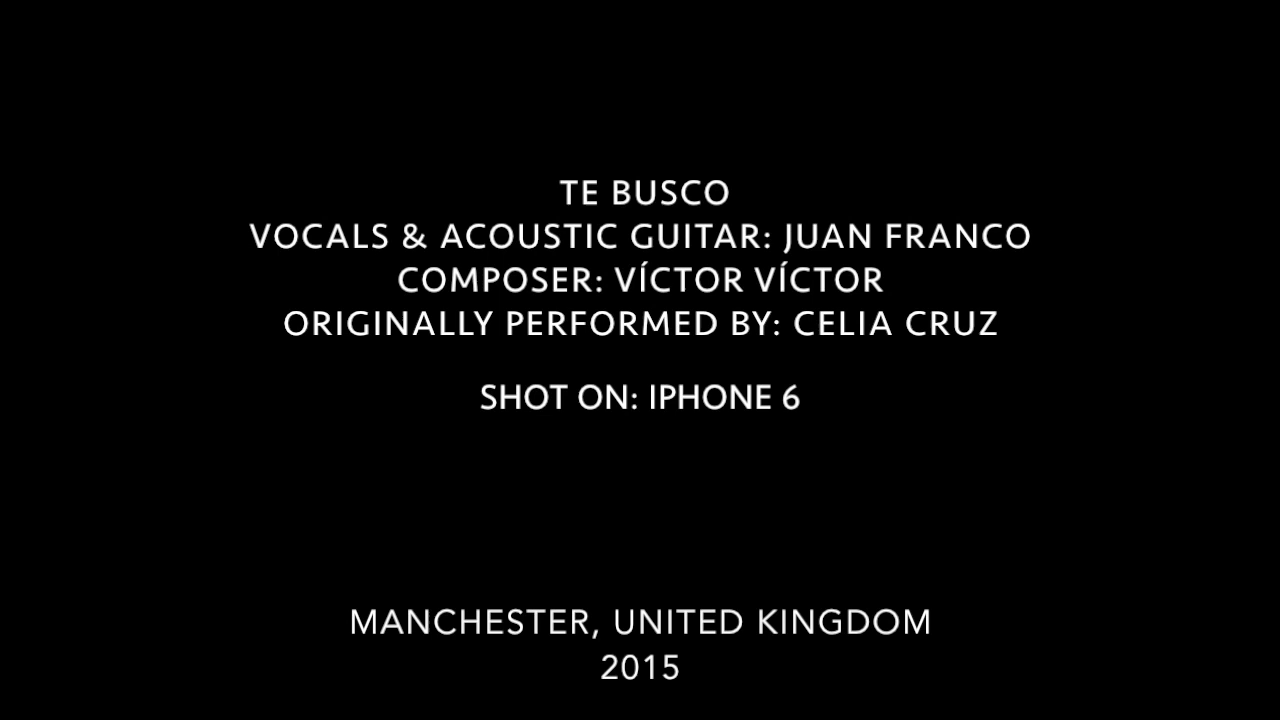 TE BUSCO
VOCALS & ACOUSTIC GUITAR: JUAN FRANCO
COMPOSER: VÍCTOR VÍCTOR
ORIGINALLY PERFORMED BY: CELIA CRUZ
SHOT ON: IPHONE 6
MANCHESTER, UNITED KINGDOM
2015